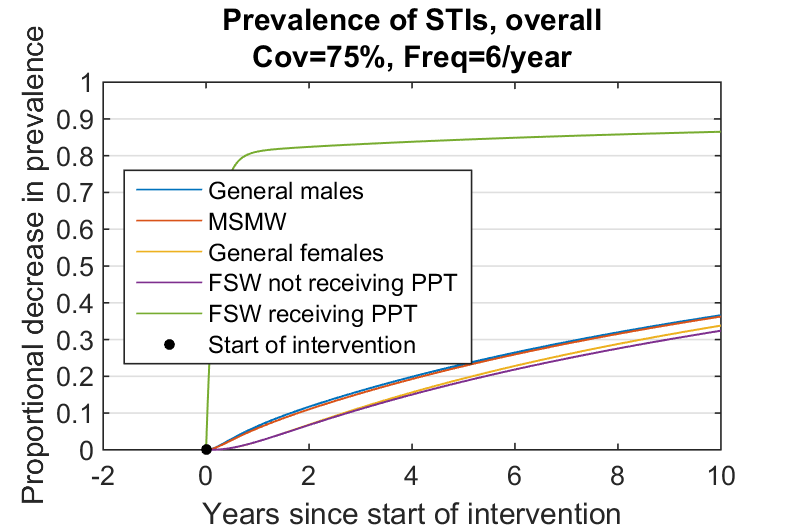 Prevalence of STIs, overall
Cov=75%, Freq=6/year
Proportional decrease in prevalence
1
0.9
0.8
0.7
0.6
0.5
0.4
0.3
0.2
0.1
0
General males
MSMW
General females
FSW not receiving PPT
FSW receiving PPT
Start of intervention
-2 0 2 4 6 8 10
Years since start of intervention